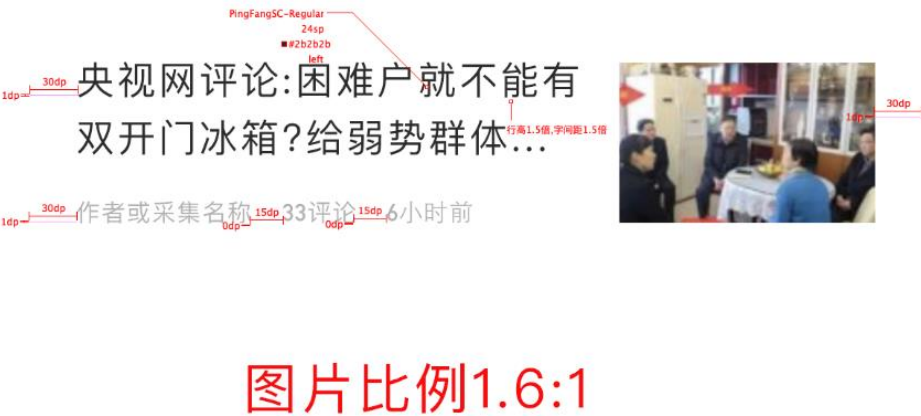 PingFangSC-Regular
24sp
#2b2b2b
left
30dp
1dp
央视网评论:困难户就不能有
双开门冰箱?给弱势群体...
行高1.5倍,字间距1.5倍
1dp
30dp
30dp
1dp
作者或采集名称
15dp
0dp
33评论
15dp
0dp
6小时前
图片比例1.6:1